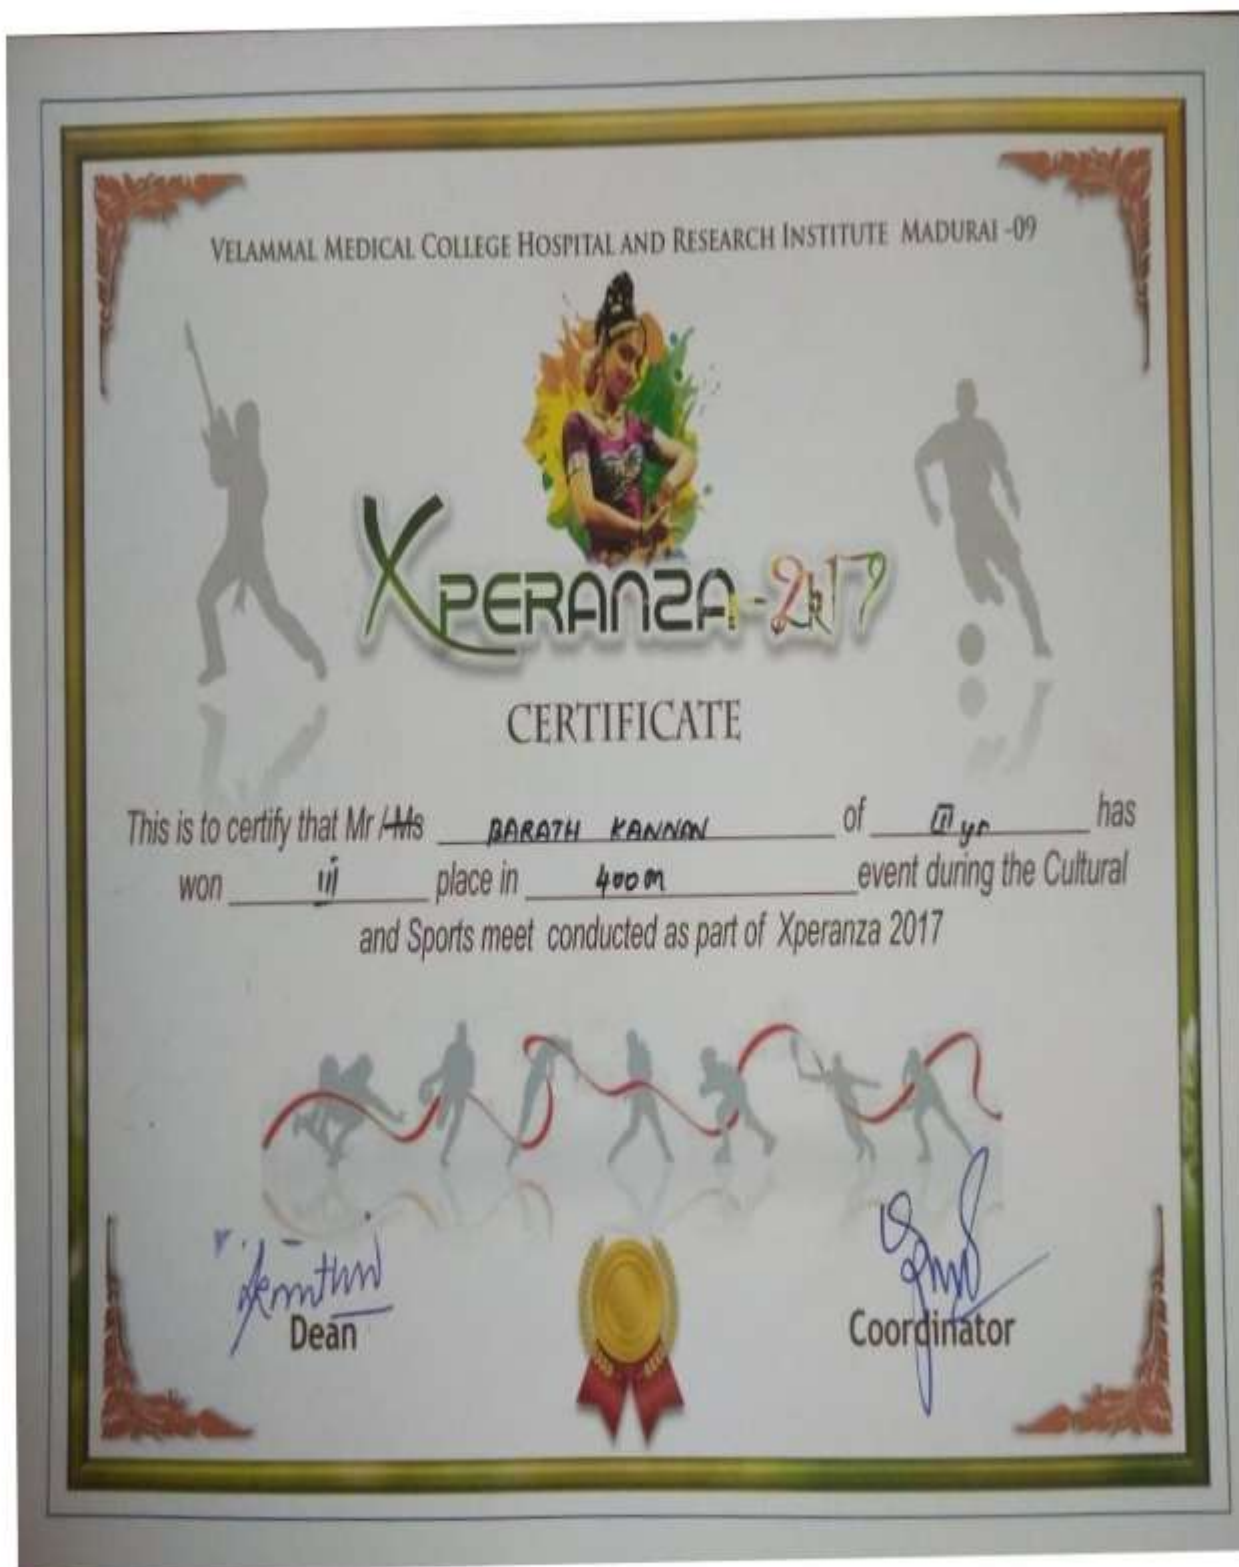 VELAMMAL MEDICAL COLLEGE HOSPITAL AND RESEARCH INSTITUTE MADURAI -09
XPERANZA-2k17
CERTIFICATE
This is to certify that Mr / Ms BARATH KANNAN of III yr has
won iii place in 400m event during the Cultural
and Sports meet conducted as part of Xperanza 2017
Dean
Coordinator